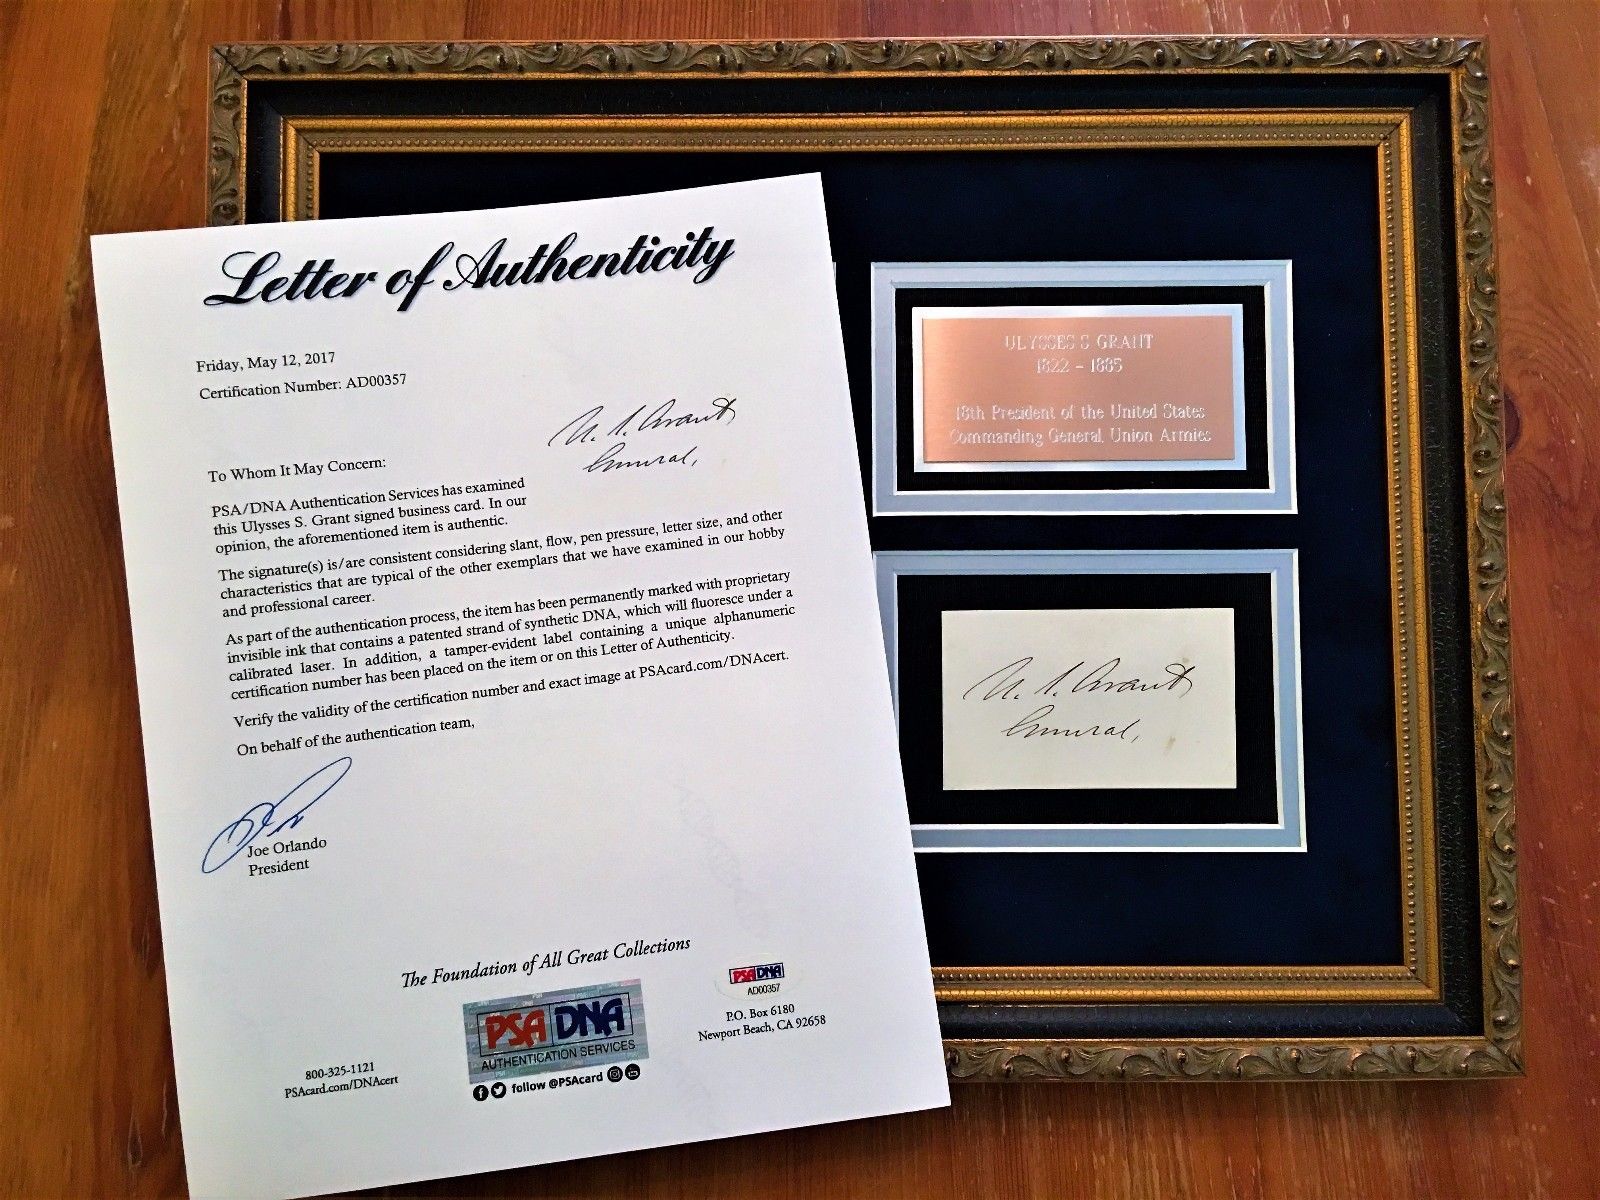 Letter of Authenticity
Friday, May 12, 2017
Certification Number: AD00357
U. S. Grant
General,
To Whom It May Concern:
PSA/DNA Authentication Services has examined
this Ulysses S. Grant signed business card. In our
opinion, the aforementioned item is authentic.
The signature(s) is/are consistent considering slant, flow, pen pressure, letter size, and other
characteristics that are typical of the other exemplars that we have examined in our hobby
and professional career.
As part of the authentication process, the item has been permanently marked with proprietary
invisible ink that contains a patented strand of synthetic DNA, which will fluoresce under a
calibrated laser. In addition, a tamper-evident label containing a unique alphanumeric
certification number has been placed on the item or on this Letter of Authenticity.
Verify the validity of the certification number and exact image at PSAcard.com/DNAcert.
On behalf of the authentication team,
Joe Orlando
President
The Foundation of All Great Collections
800-325-1121
PSAcard.com/DNAcert
PSA DNA
AUTHENTICATION SERVICES
follow @PSAcard
PSA DNA
AD00357
P.O. Box 6180
Newport Beach, CA 92658
ULYSSES S GRANT
1822 - 1885
18th President of the United States
Commanding General, Union Armies
U. S. Grant
General,